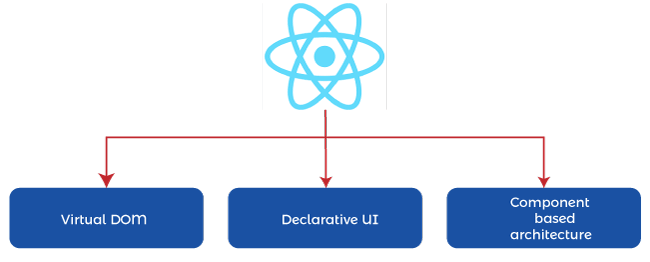 Virtual DOM
Declarative UI
Component
based
architecture